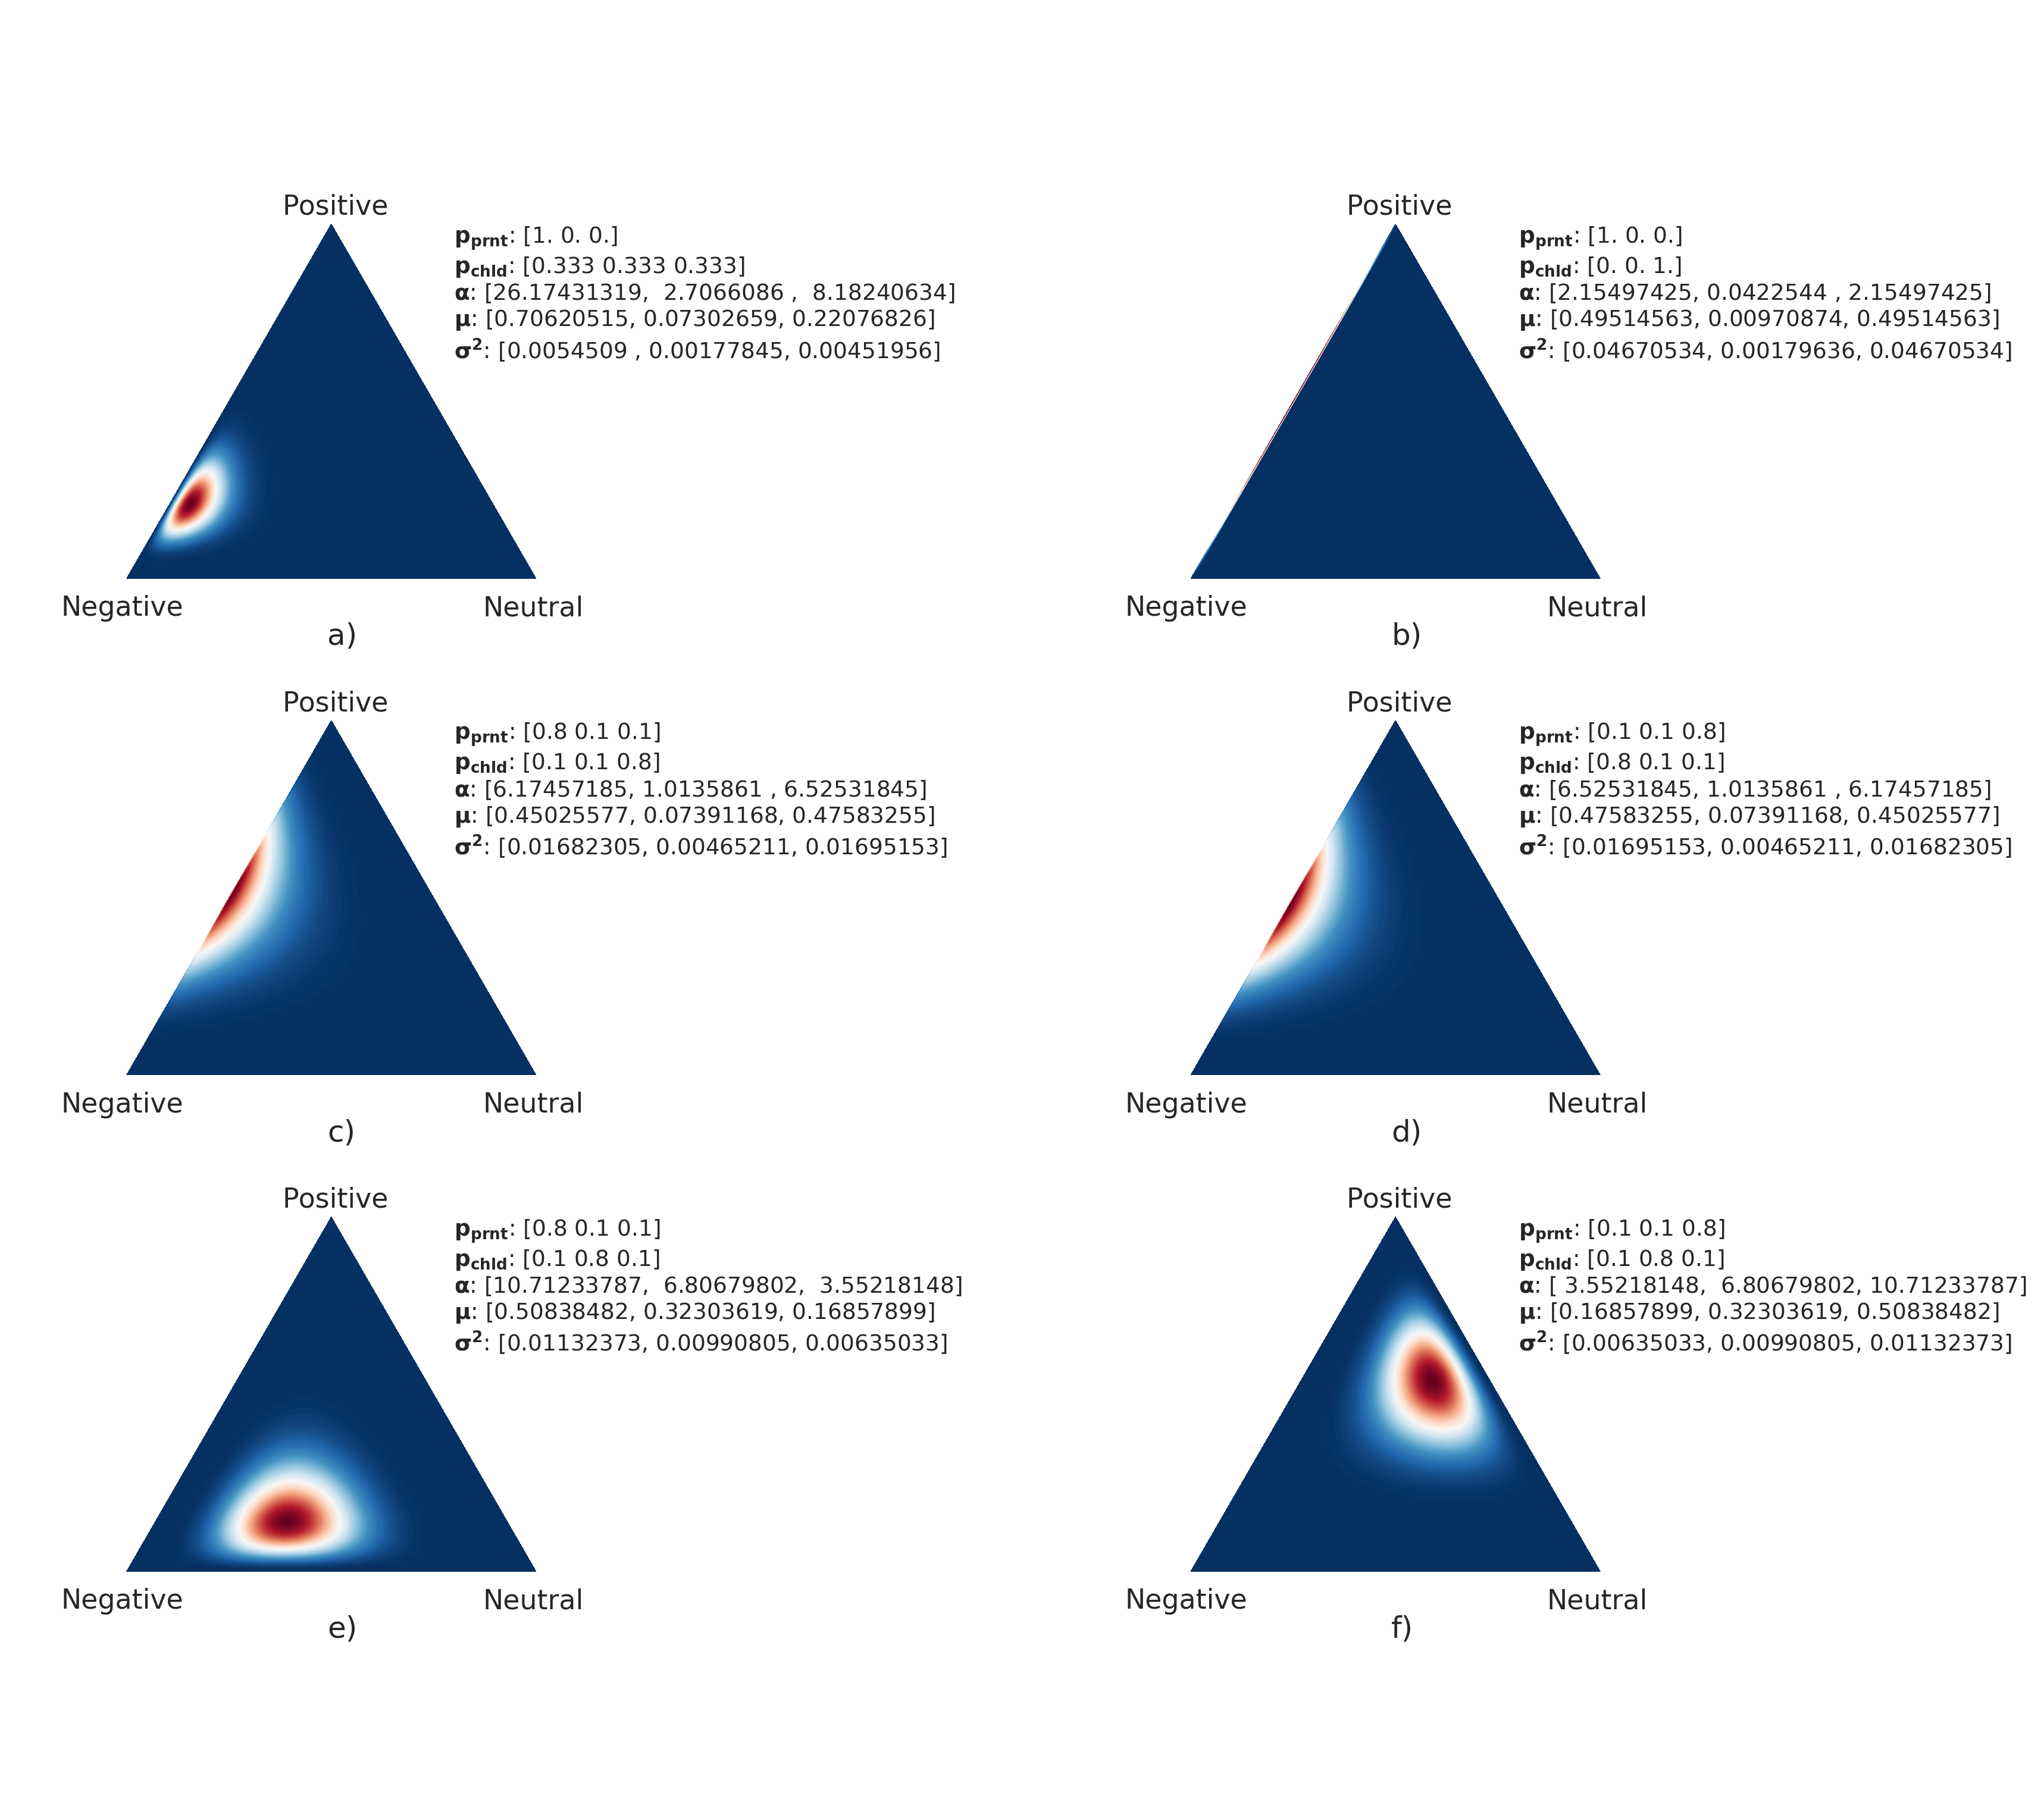 Positive
p_prnt: [1. 0. 0.]
p_chld: [0.333 0.333 0.333]
α: [26.17431319, 2.7066086 , 8.18240634]
μ: [0.70620515, 0.07302659, 0.22076826]
σ²: [0.0054509 , 0.00177845, 0.00451956]
Negative
Neutral
a)
Positive
p_prnt: [1. 0. 0.]
p_chld: [0. 0. 1.]
α: [2.15497425, 0.0422544 , 2.15497425]
μ: [0.49514563, 0.00970874, 0.49514563]
σ²: [0.04670534, 0.00179636, 0.04670534]
Negative
Neutral
b)
Positive
p_prnt: [0.8 0.1 0.1]
p_chld: [0.1 0.1 0.8]
α: [6.17457185, 1.0135861 , 6.52531845]
μ: [0.45025577, 0.07391168, 0.47583255]
σ²: [0.01682305, 0.00465211, 0.01695153]
Negative
Neutral
c)
Positive
p_prnt: [0.1 0.1 0.8]
p_chld: [0.8 0.1 0.1]
α: [6.52531845, 1.0135861 , 6.17457185]
μ: [0.47583255, 0.07391168, 0.45025577]
σ²: [0.01695153, 0.00465211, 0.01682305]
Negative
Neutral
d)
Positive
p_prnt: [0.8 0.1 0.1]
p_chld: [0.1 0.8 0.1]
α: [10.71233787, 6.80679802, 3.55218148]
μ: [0.50838482, 0.32303619, 0.16857899]
σ²: [0.01132373, 0.00990805, 0.00635033]
Negative
Neutral
e)
Positive
p_prnt: [0.1 0.1 0.8]
p_chld: [0.1 0.8 0.1]
α: [ 3.55218148, 6.80679802, 10.71233787]
μ: [0.16857899, 0.32303619, 0.50838482]
σ²: [0.00635033, 0.00990805, 0.01132373]
Negative
Neutral
f)